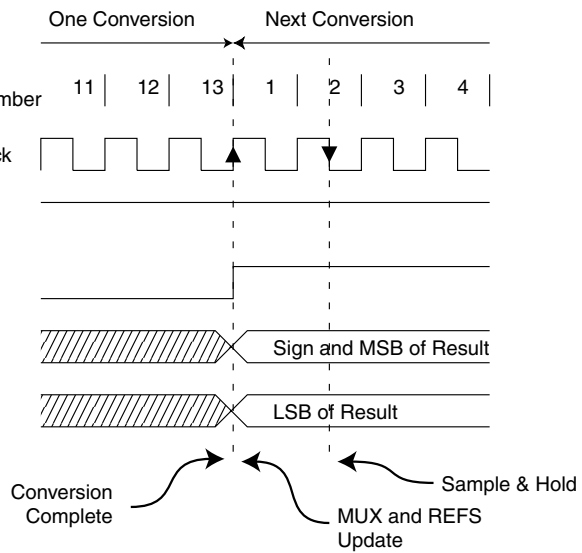 One Conversion Next Conversion
11 12 13 1 2 3 4
mber
ck
Sign and MSB of Result
LSB of Result
Conversion
Complete
MUX and REFS
Update
Sample & Hold